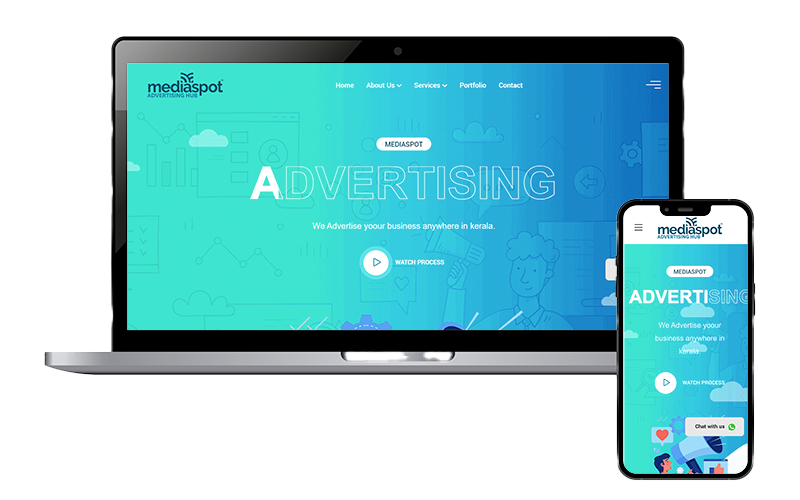 mediaspot
ADVERTISING HUB
Home About Us Services Portfolio Contact
MEDIASPOT
ADVERTISING
We Advertise yoour business anywhere in kerala.
WATCH PROCESS
mediaspot
ADVERTISING HUB
MEDIASPOT
ADVERTISING
We Advertise yoour
business anywhere in
kerala.
WATCH PROCESS
Chat with us